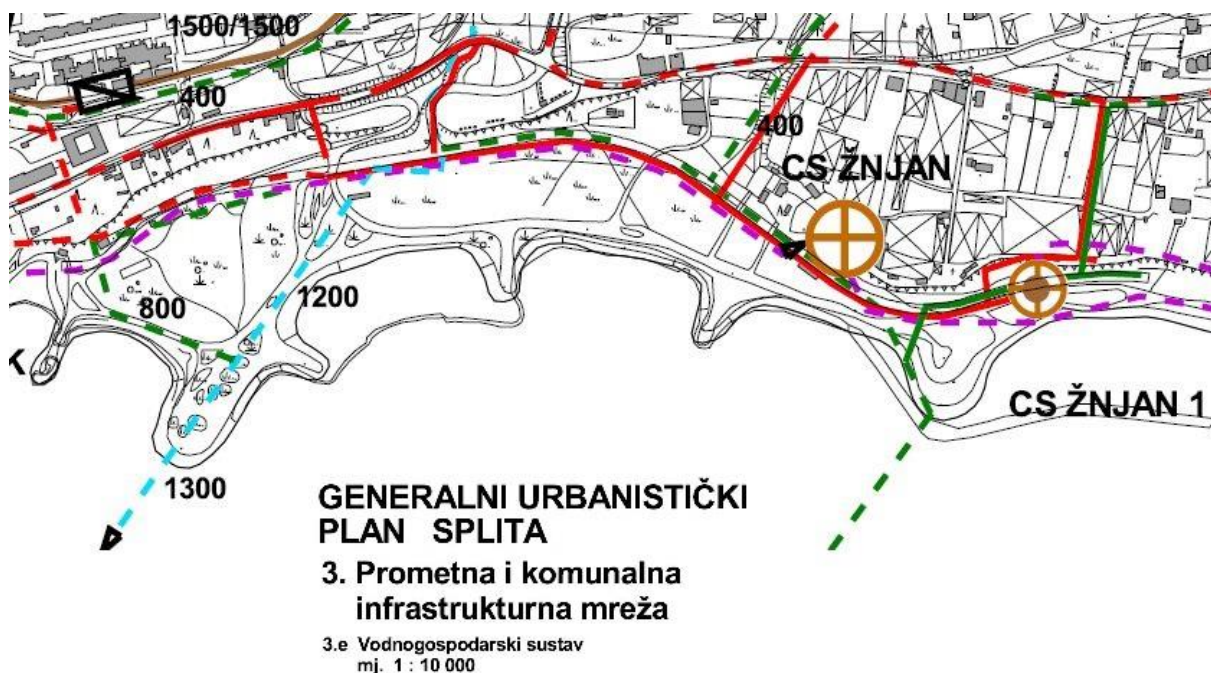 1500/1500
400
400
CS ŽNJAN
1200
800
K
CS ŽNJAN 1
1300
GENERALNI URBANISTIČKI
PLAN SPLITA
3. Prometna i komunalna
infrastrukturna mreža
3.e Vodnogospodarski sustav
mj. 1 : 10 000